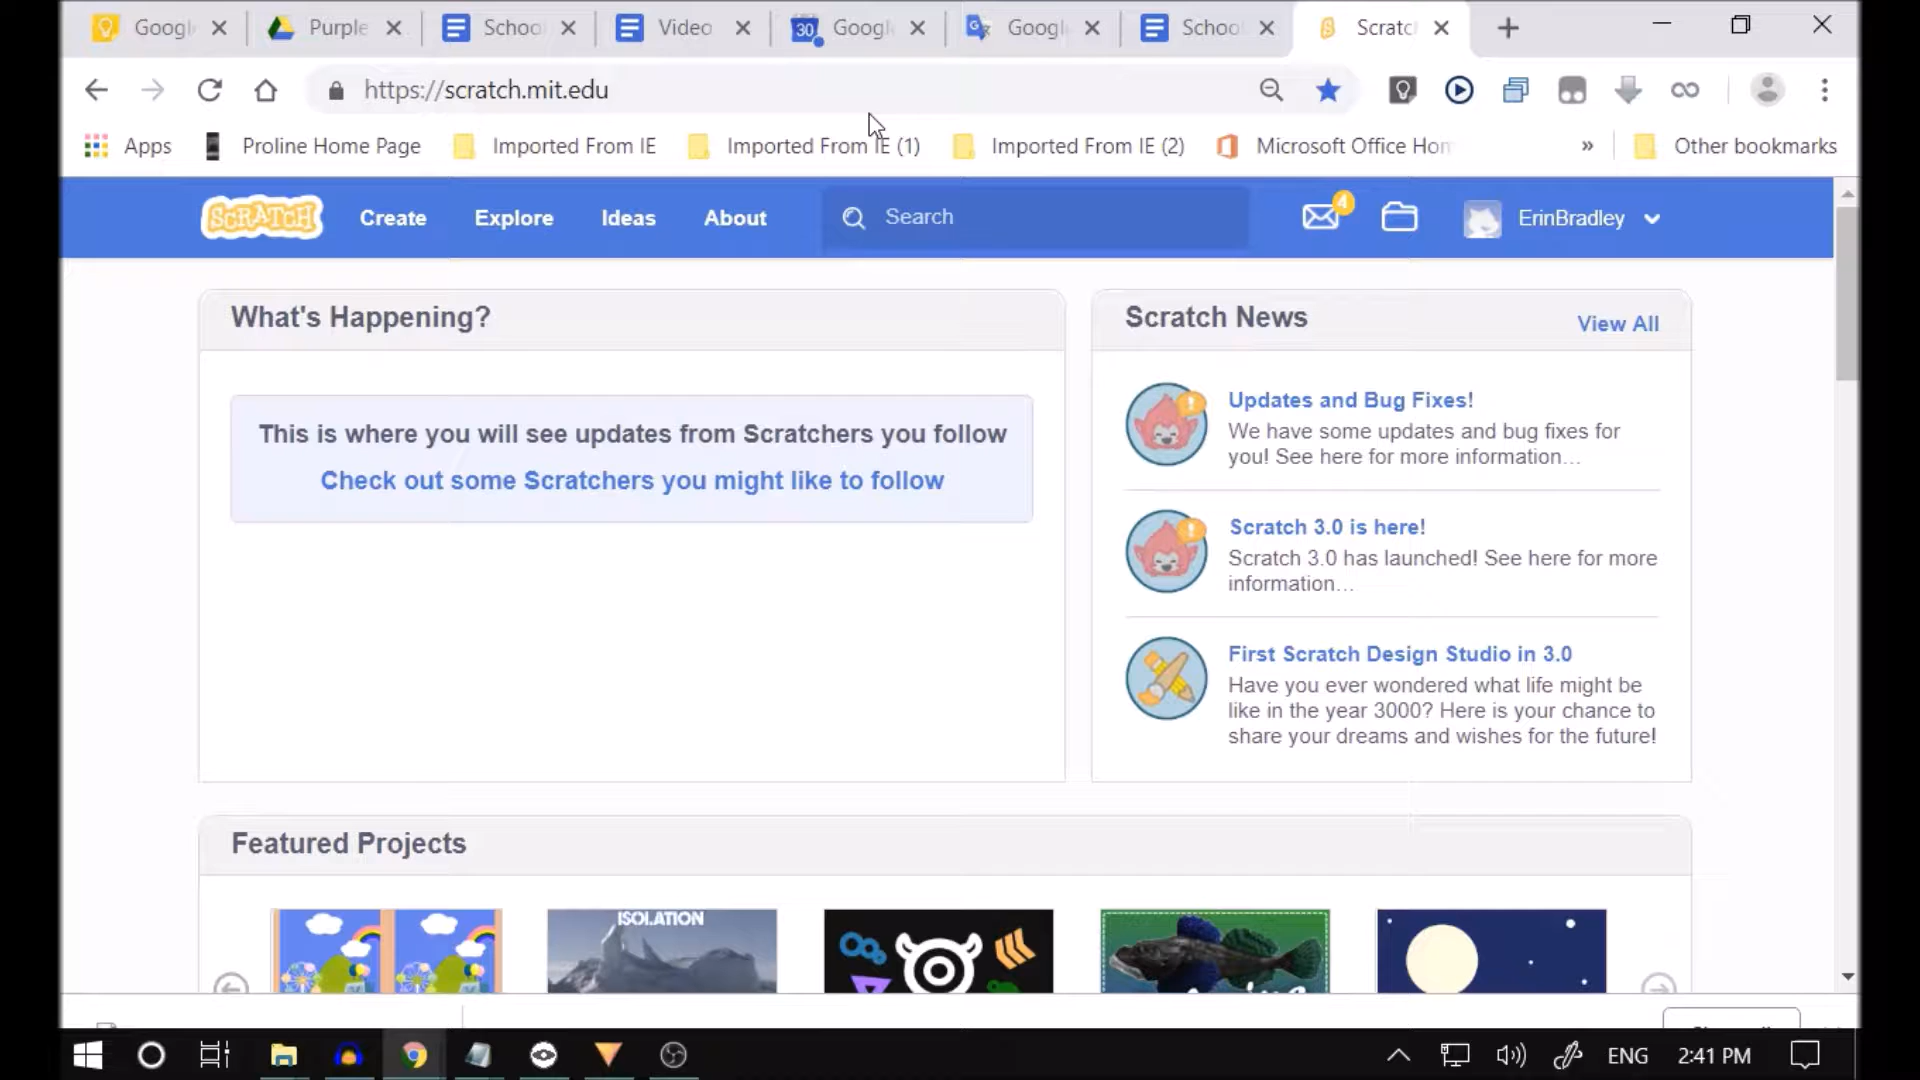 Googl
Purple
School
Video
30
Googl
Googl
School
Scratch
https://scratch.mit.edu
Apps
Proline Home Page
Imported From IE
Imported From IE (1)
Imported From IE (2)
Microsoft Office Hom
»
Other bookmarks
SCRATCH
Create
Explore
Ideas
About
Search
4
ErinBradley
What's Happening?
This is where you will see updates from Scratchers you follow
Check out some Scratchers you might like to follow
Scratch News
View All
Updates and Bug Fixes!
We have some updates and bug fixes for
you! See here for more information…
Scratch 3.0 is here!
Scratch 3.0 has launched! See here for more
information…
First Scratch Design Studio in 3.0
Have you ever wondered what life might be
like in the year 3000? Here is your chance to
share your dreams and wishes for the future!
Featured Projects
ISOLATION
ENG
2:41 PM